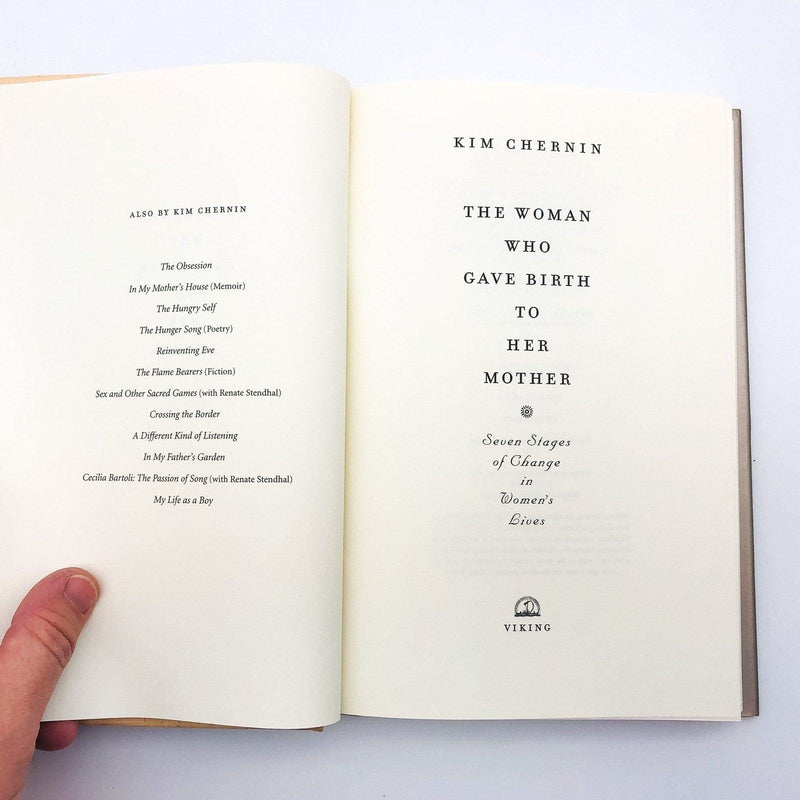 ALSO BY KIM CHERNIN
The Obsession
In My Mother's House (Memoir)
The Hungry Self
The Hunger Song (Poetry)
Reinventing Eve
The Flame Bearers (Fiction)
Sex and Other Sacred Games (with Renate Stendhal)
Crossing the Border
A Different Kind of Listening
In My Father's Garden
Cecilia Bartoli: The Passion of Song (with Renate Stendhal)
My Life as a Boy
KIM CHERNIN
THE WOMAN
WHO
GAVE BIRTH
TO
HER
MOTHER
Seven Stages
of Change
in
Women's
Lives
VIKING